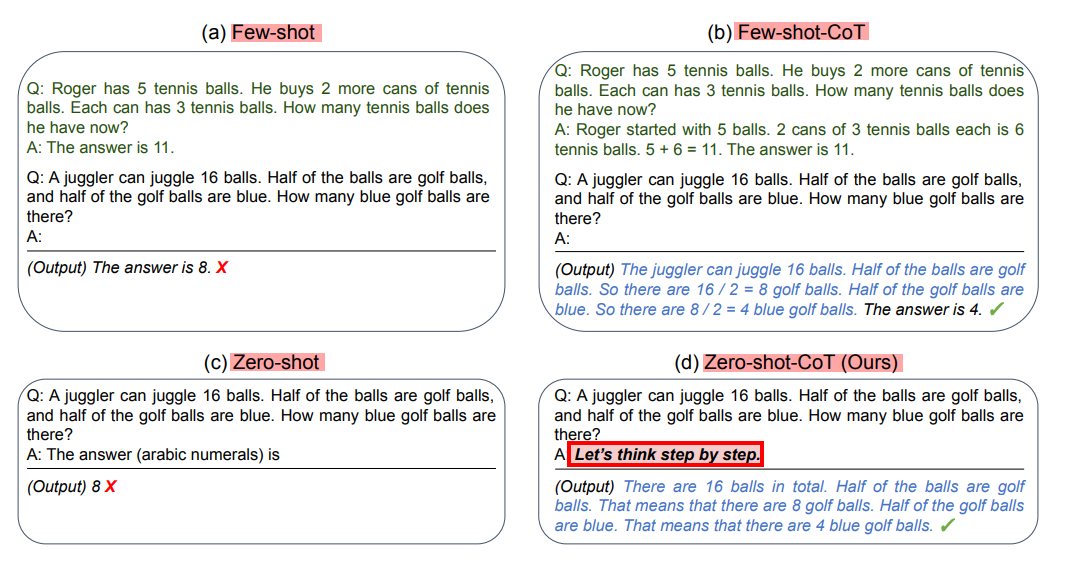 (a) Few-shot
Q: Roger has 5 tennis balls. He buys 2 more cans of tennis
balls. Each can has 3 tennis balls. How many tennis balls does
he have now?
A: The answer is 11.
Q: A juggler can juggle 16 balls. Half of the balls are golf balls,
and half of the golf balls are blue. How many blue golf balls are
there?
A:
(Output) The answer is 8. X
(b) Few-shot-CoT
Q: Roger has 5 tennis balls. He buys 2 more cans of tennis
balls. Each can has 3 tennis balls. How many tennis balls does
he have now?
A: Roger started with 5 balls. 2 cans of 3 tennis balls each is 6
tennis balls. 5 + 6 = 11. The answer is 11.
Q: A juggler can juggle 16 balls. Half of the balls are golf balls,
and half of the golf balls are blue. How many blue golf balls are
there?
A:
(Output) The juggler can juggle 16 balls. Half of the balls are golf
balls. So there are 16 / 2 = 8 golf balls. Half of the golf balls are
blue. So there are 8 / 2 = 4 blue golf balls. The answer is 4. ✓
(c) Zero-shot
Q: A juggler can juggle 16 balls. Half of the balls are golf balls,
and half of the golf balls are blue. How many blue golf balls are
there?
A: The answer (arabic numerals) is
(Output) 8 X
(d) Zero-shot-CoT (Ours)
Q: A juggler can juggle 16 balls. Half of the balls are golf balls,
and half of the golf balls are blue. How many blue golf balls are
there?
A Let's think step by step.
(Output) There are 16 balls in total. Half of the balls are golf
balls. That means that there are 8 golf balls. Half of the golf balls
are blue. That means that there are 4 blue golf balls. ✓